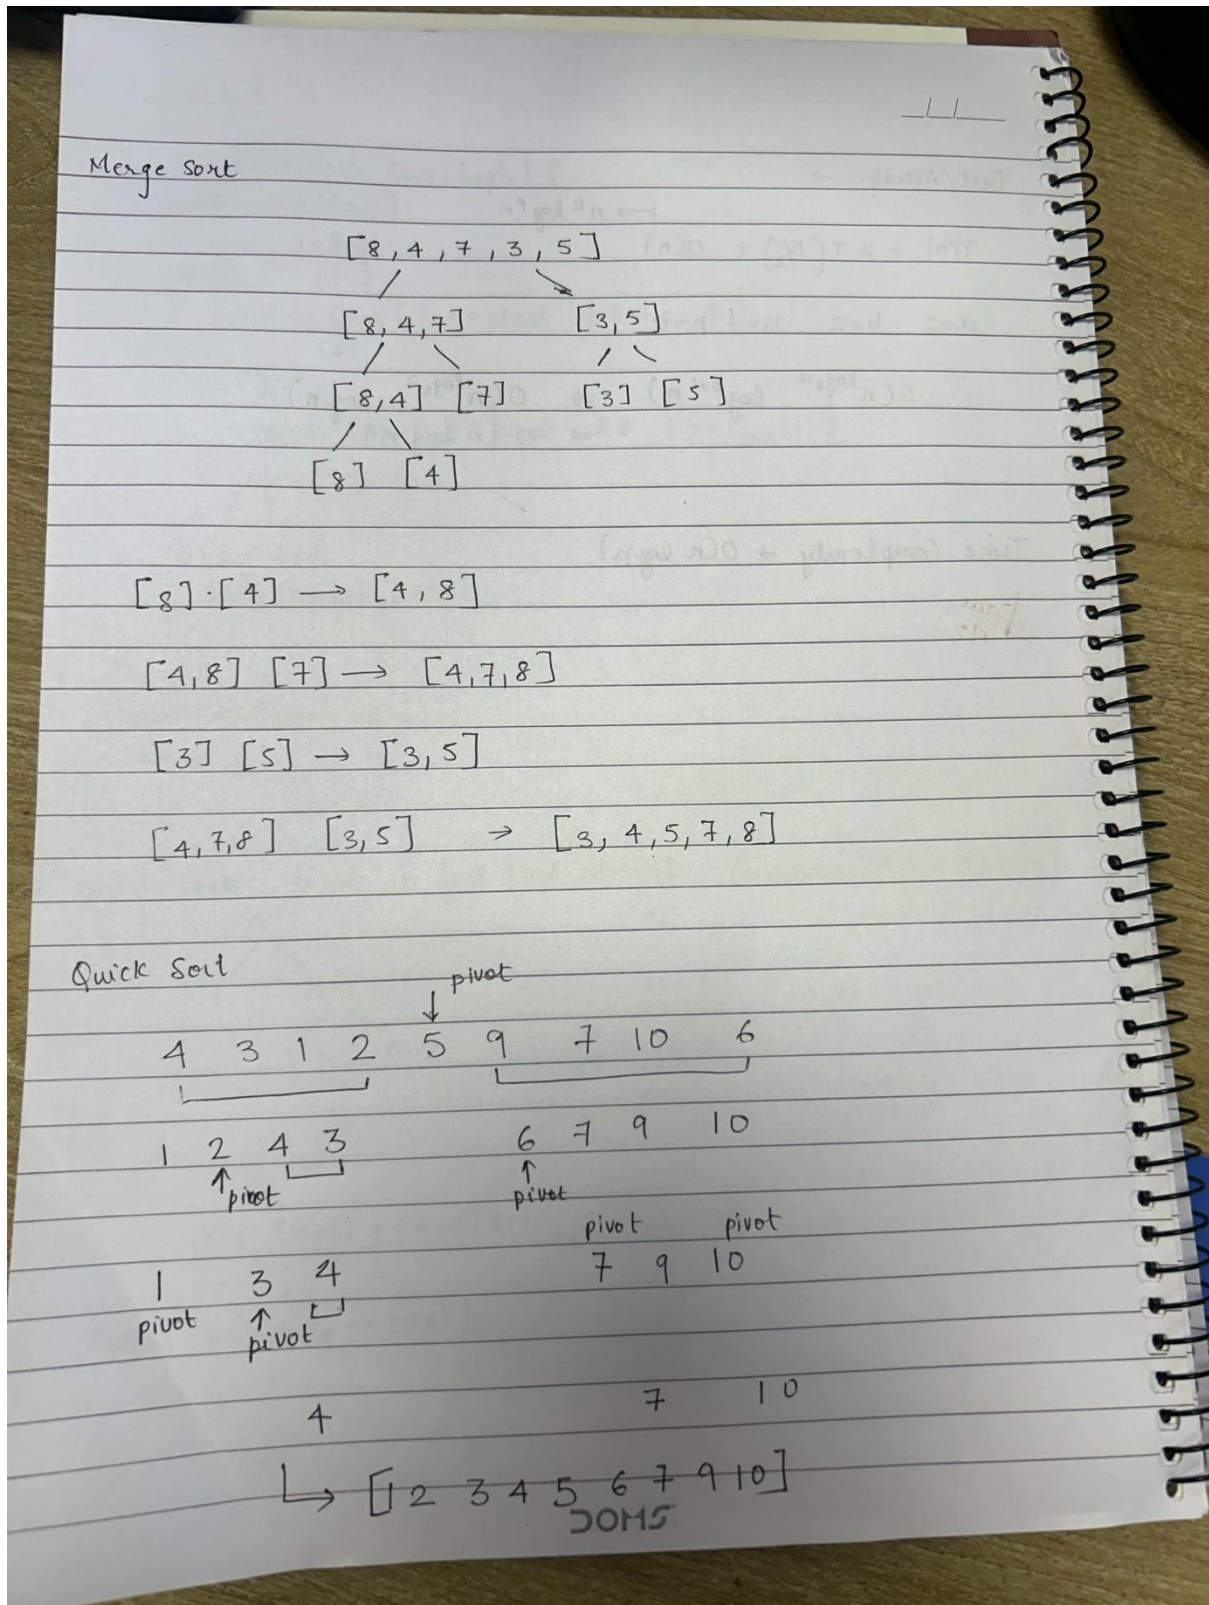 Merge Sort
[8, 4, 7, 3, 5]
[8, 4, 7] [3, 5]
[8, 4] [7] [3] [5]
[8] [4]
[8] · [4] → [4, 8]
[4, 8] [7] → [4, 7, 8]
[3] [5] → [3, 5]
[4, 7, 8] [3, 5] → [3, 4, 5, 7, 8]
Quick Sort
pivot
4 3 1 2 5 9 7 10 6
1 2 4 3 6 7 9 10
pivot pivot
pivot pivot
1 3 4 7 9 10
pivot pivot
4 7 10
[1 2 3 4 5 6 7 9 10]
DOMS